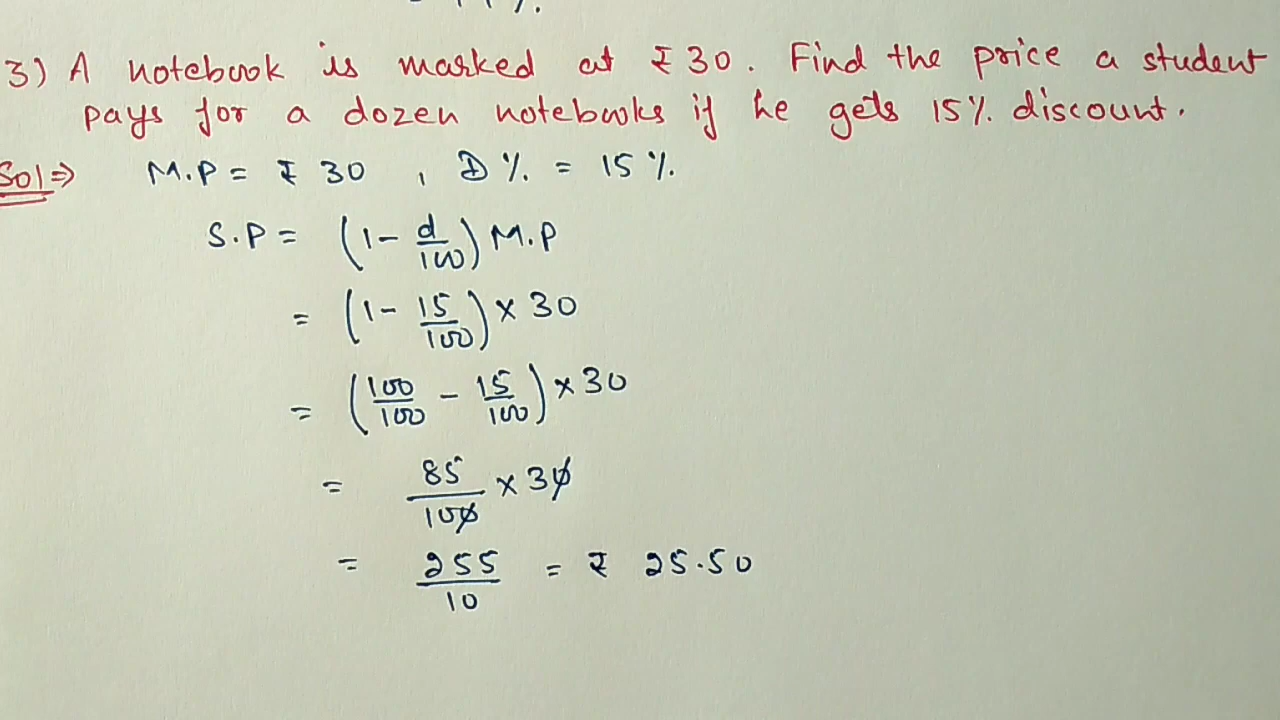 3) A notebook is marked at ₹ 30. Find the price a student
pays for a dozen notebooks if he gets 15% discount.
Sol ⇒ M.P = ₹ 30 , D % = 15 %.
S.P = (1 - d/100) M.P
= (1 - 15/100) × 30
= (100/100 - 15/100) × 30
= 85/100 × 30
= 255/10 = ₹ 25.50